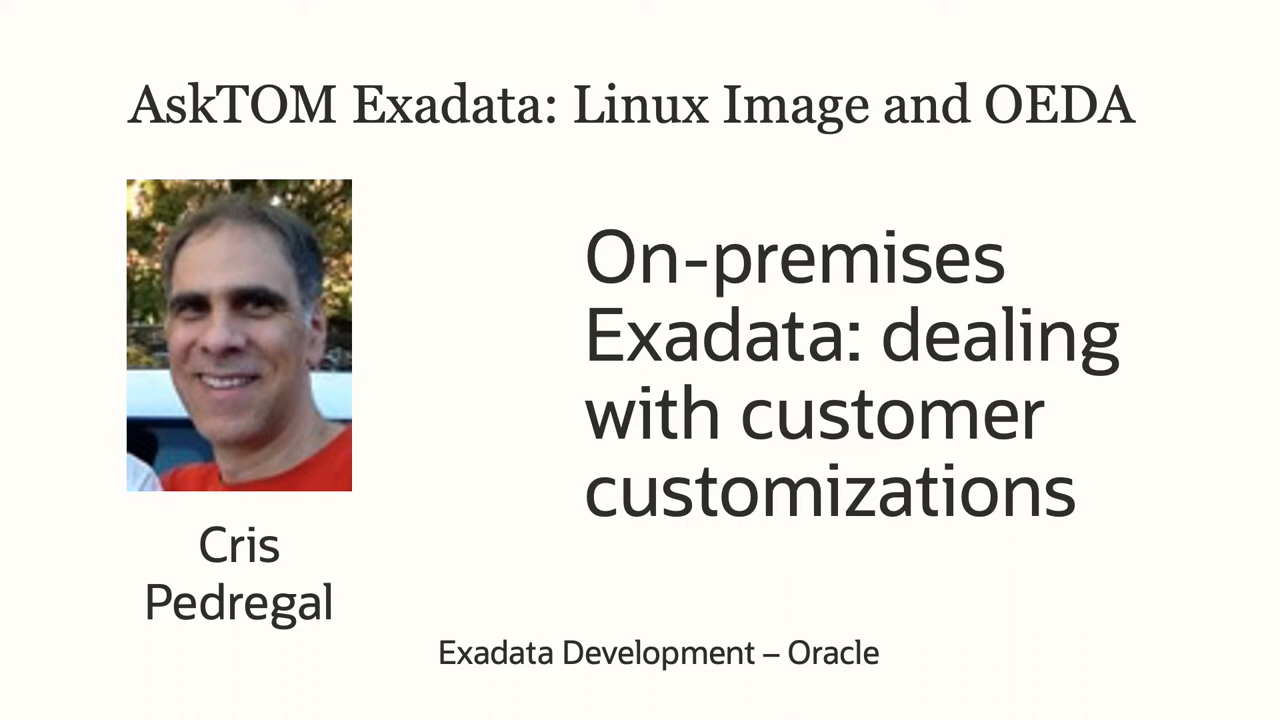 AskTOM Exadata: Linux Image and OEDA
On-premises
Exadata: dealing
with customer
customizations
Cris
Pedregal
Exadata Development – Oracle